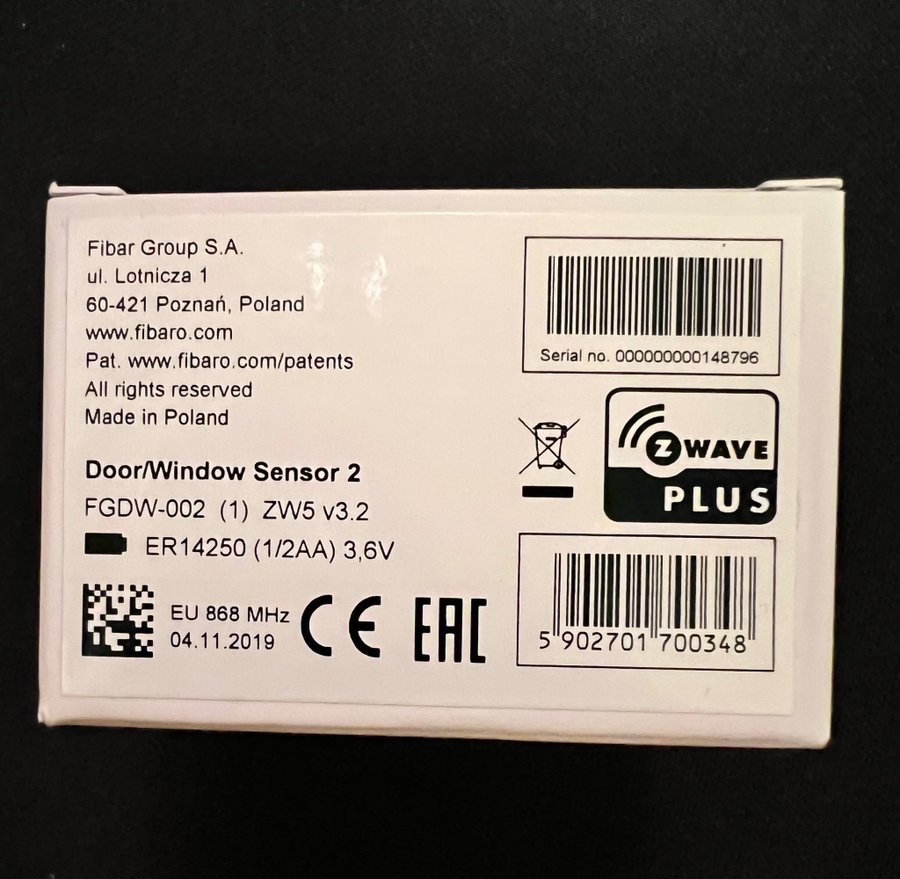 Fibar Group S.A.
ul. Lotnicza 1
60-421 Poznań, Poland
www.fibaro.com
Pat. www.fibaro.com/patents
All rights reserved
Made in Poland
Door/Window Sensor 2
FGDW-002 (1) ZW5 v3.2
ER14250 (1/2AA) 3,6V
EU 868 MHz
04.11.2019
CE EAC
Serial no. 000000000148796
Z WAVE
PLUS
5 902701 700348